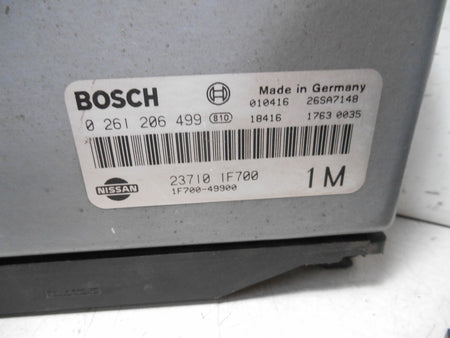 BOSCH Made in Germany
010416 26SA7148
0 261 206 499 810 18416 1763 0035
NISSAN 23710 1F700 1M
1F700-49900